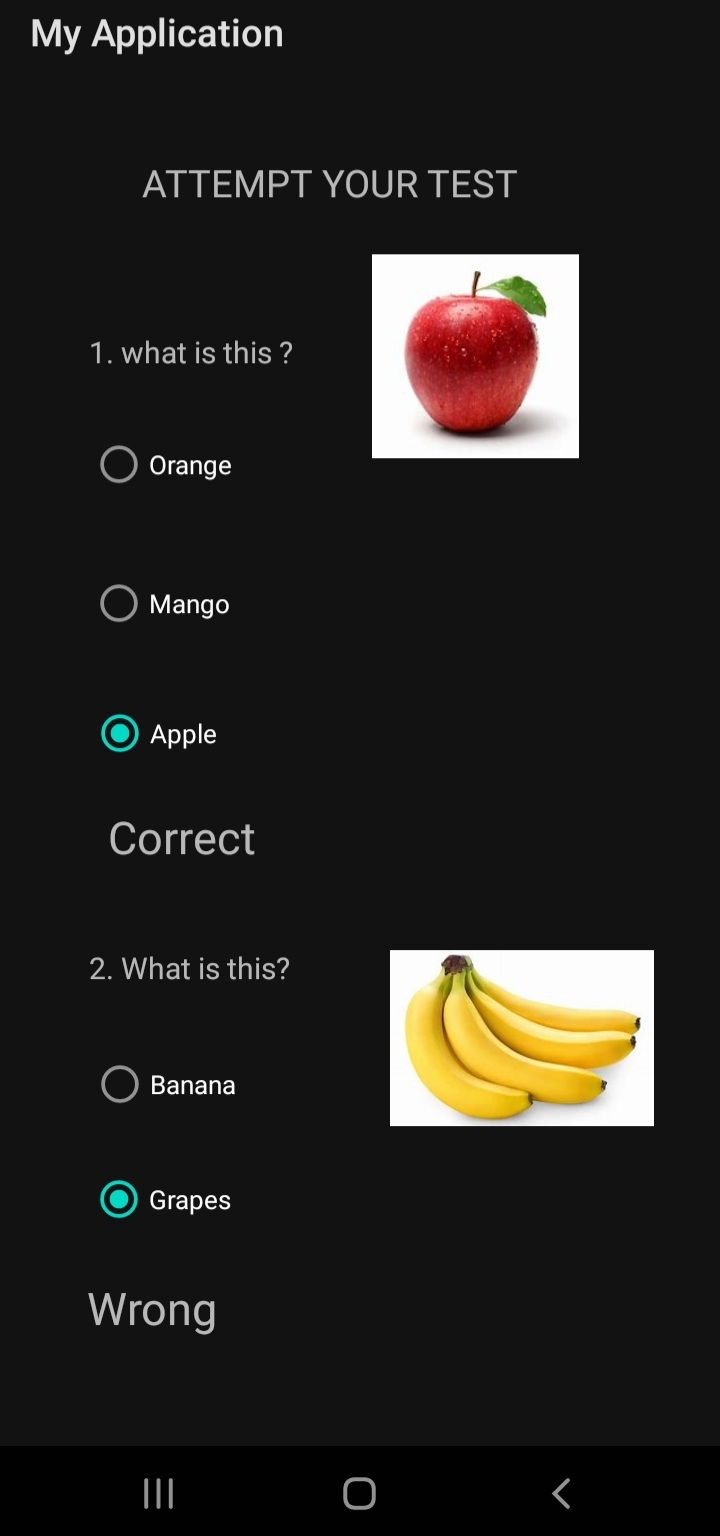 My Application
ATTEMPT YOUR TEST
1. what is this ?
Orange
Mango
Apple
Correct
2. What is this?
Banana
Grapes
Wrong